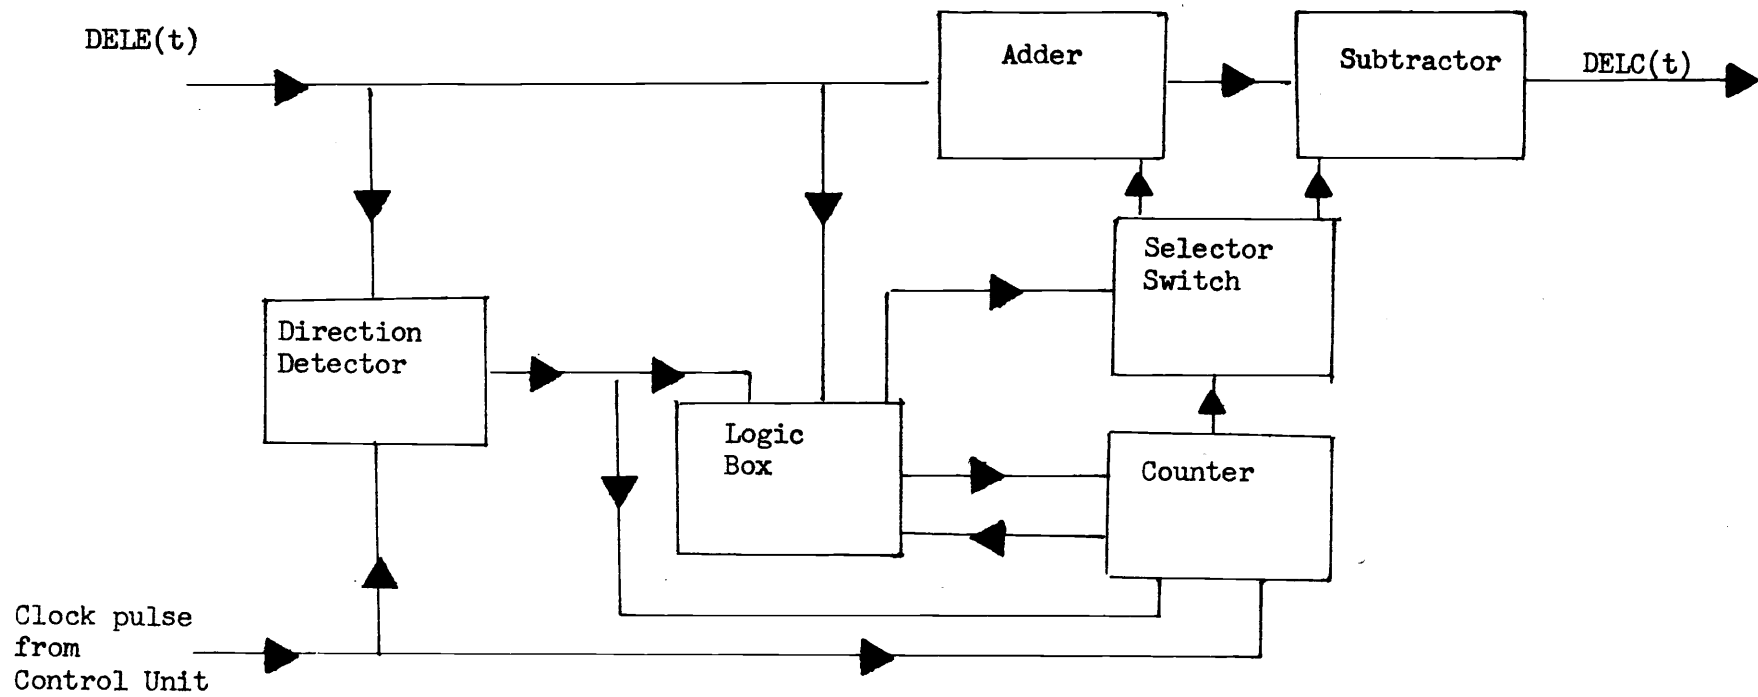 DELE(t)
Adder
Subtractor
DELC(t)
Selector
Switch
Direction
Detector
Logic
Box
Counter
Clock pulse
from
Control Unit